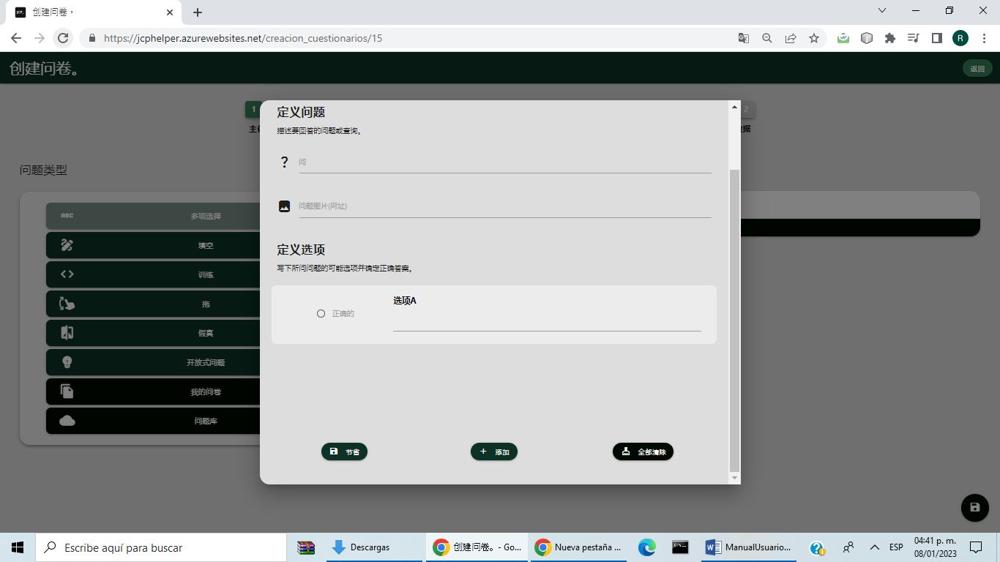 创建问卷。
https://jcphelper.azurewebsites.net/creacion_cuestionarios/15
R
创建问卷。
返回
1
2
定义问题
描述要回答的问题或查询。
?
问
问题图片(网址)
定义选项
写下所问问题的可能选项并确定正确答案。
选项A
正确的
节省
添加
全部清除
问题类型
ABC
多项选择
填空
训练
拖
假真
开放式问题
我的问卷
问题库
Escribe aquí para buscar
Descargas
创建问卷。 - Go...
Nueva pestaña ...
ManualUsuario...
ESP
04:41 p. m.
08/01/2023